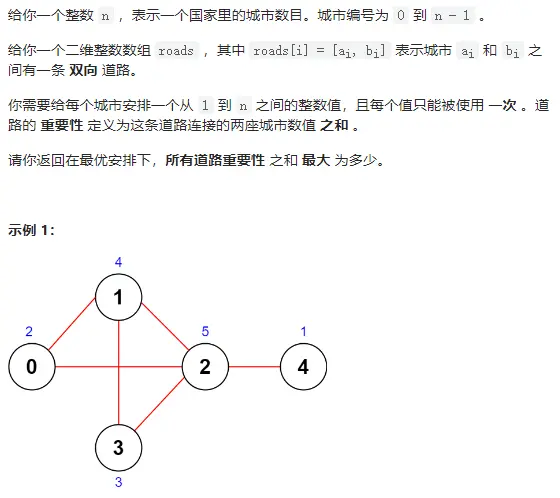 给你一个整数 n ，表示一个国家里的城市数目。城市编号为 0 到 n - 1 。
给你一个二维整数数组 roads ，其中 roads[i] = [ai, bi] 表示城市 ai 和 bi 之
间有一条 双向 道路。
你需要给每个城市安排一个从 1 到 n 之间的整数值，且每个值只能被使用 一次 。道
路的 重要性 定义为这条道路连接的两座城市数值 之和 。
请你返回在最优安排下，所有道路重要性 之和 最大 为多少。
示例 1：
4
1
2
5
1
0
2
4
3
3